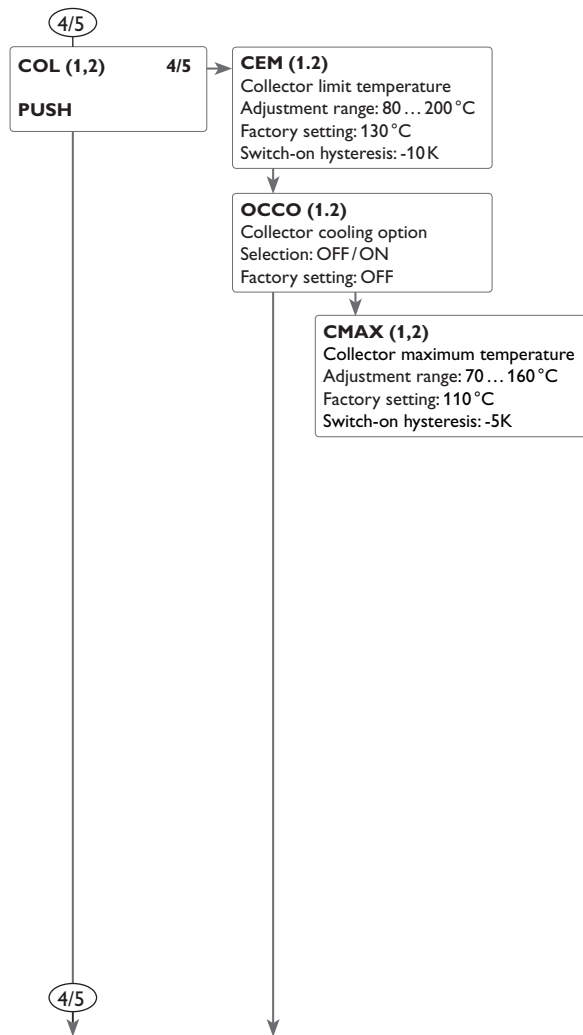 4/5
COL (1,2) 4/5
PUSH
CEM (1.2)
Collector limit temperature
Adjustment range: 80 … 200 °C
Factory setting: 130 °C
Switch-on hysteresis: -10 K
OCCO (1.2)
Collector cooling option
Selection: OFF / ON
Factory setting: OFF
CMAX (1,2)
Collector maximum temperature
Adjustment range: 70 … 160 °C
Factory setting: 110 °C
Switch-on hysteresis: -5K
4/5